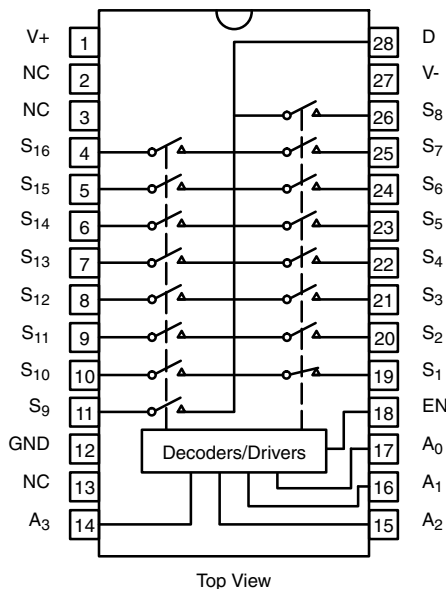 V+ 1 28 D
NC 2 27 V-
NC 3 26 S8
S16 4 25 S7
S15 5 24 S6
S14 6 23 S5
S13 7 22 S4
S12 8 21 S3
S11 9 20 S2
S10 10 19 S1
S9 11 18 EN
GND 12 Decoders/Drivers 17 A0
NC 13 16 A1
A3 14 15 A2
Top View